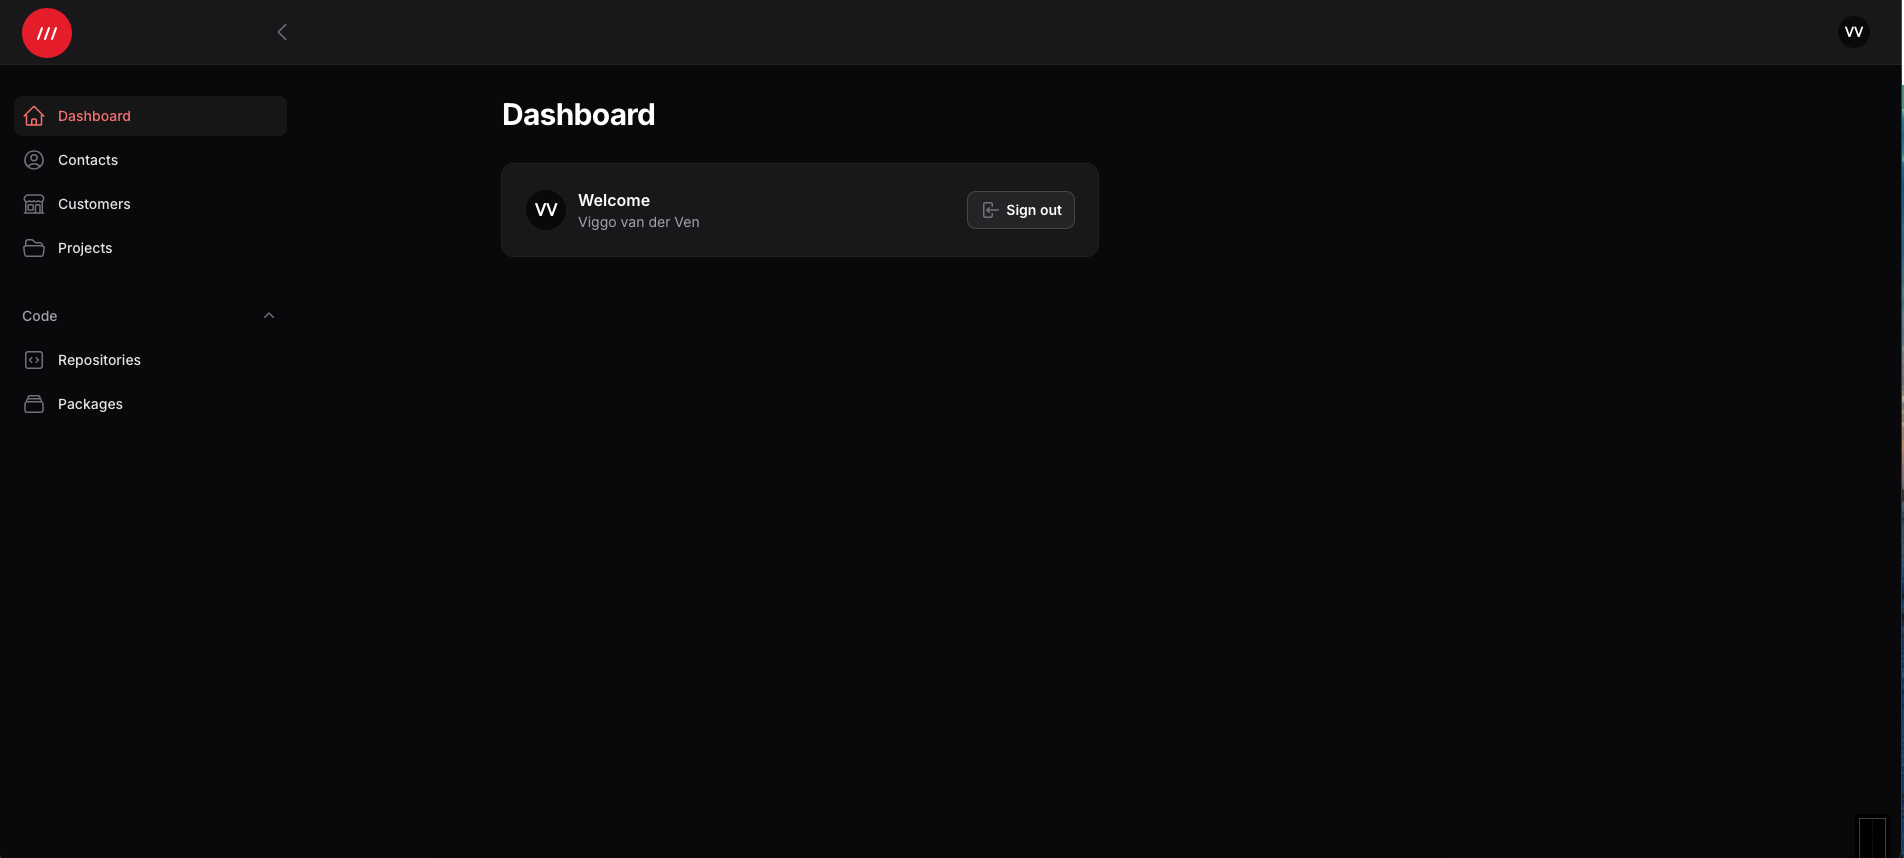 ///
VV
Dashboard
Contacts
Customers
Projects
Code
Repositories
Packages
Dashboard
VV
Welcome
Viggo van der Ven
Sign out